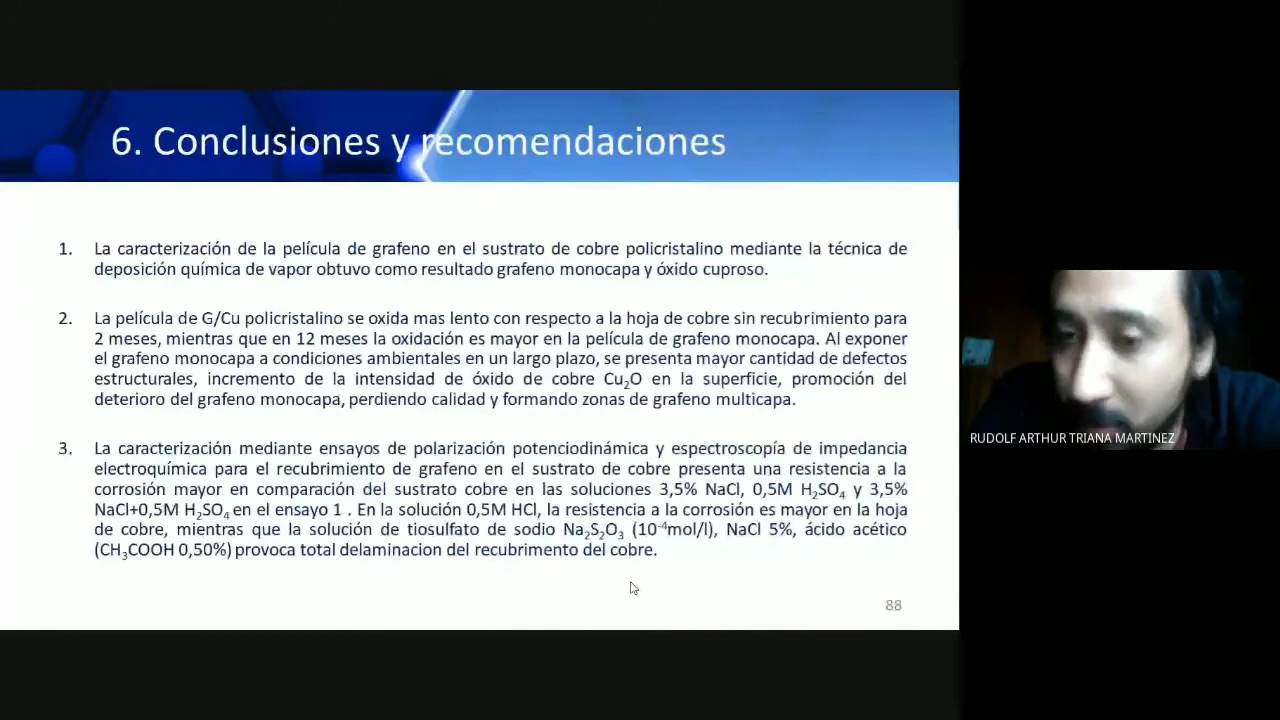 6. Conclusiones y recomendaciones
1. La caracterización de la película de grafeno en el sustrato de cobre policristalino mediante la técnica de
deposición química de vapor obtuvo como resultado grafeno monocapa y óxido cuproso.
2. La película de G/Cu policristalino se oxida mas lento con respecto a la hoja de cobre sin recubrimiento para
2 meses, mientras que en 12 meses la oxidación es mayor en la película de grafeno monocapa. Al exponer
el grafeno monocapa a condiciones ambientales en un largo plazo, se presenta mayor cantidad de defectos
estructurales, incremento de la intensidad de óxido de cobre Cu₂O en la superficie, promoción del
deterioro del grafeno monocapa, perdiendo calidad y formando zonas de grafeno multicapa.
3. La caracterización mediante ensayos de polarización potenciodinámica y espectroscopía de impedancia
electroquímica para el recubrimiento de grafeno en el sustrato de cobre presenta una resistencia a la
corrosión mayor en comparación del sustrato cobre en las soluciones 3,5% NaCl, 0,5M H₂SO₄ y 3,5%
NaCl+0,5M H₂SO₄ en el ensayo 1 . En la solución 0,5M HCl, la resistencia a la corrosión es mayor en la hoja
de cobre, mientras que la solución de tiosulfato de sodio Na₂S₂O₃ (10⁻⁴mol/l), NaCl 5%, ácido acético
(CH₃COOH 0,50%) provoca total delaminacion del recubrimento del cobre.
88
RUDOLF ARTHUR TRIANA MARTINEZ